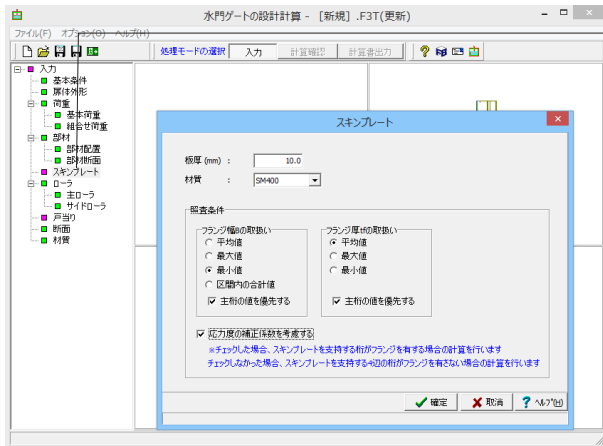 水門ゲートの設計計算 - ［新規］.F3T(更新)
ファイル(F) オプション(O) ヘルプ(H)
処理モードの選択 入力 計算確認 計算書出力
入力
基本条件
扉体外形
荷重
基本荷重
組合せ荷重
部材
部材配置
部材断面
スキンプレート
ローラ
主ローラ
サイドローラ
戸当り
断面
材質
スキンプレート
板厚 (mm) : 10.0
材質 : SM400
照査条件
フランジ幅Bの取扱い
平均値
最大値
最小値
区間内の合計値
主桁の値を優先する
フランジ厚tfの取扱い
平均値
最大値
最小値
主桁の値を優先する
応力度の補正係数を考慮する
※チェックした場合、スキンプレートを支持する桁がフランジを有する場合の計算を行います
チェックしなかった場合、スキンプレートを支持する4辺の桁がフランジを有さない場合の計算を行います
確定 取消 ヘルプ(H)